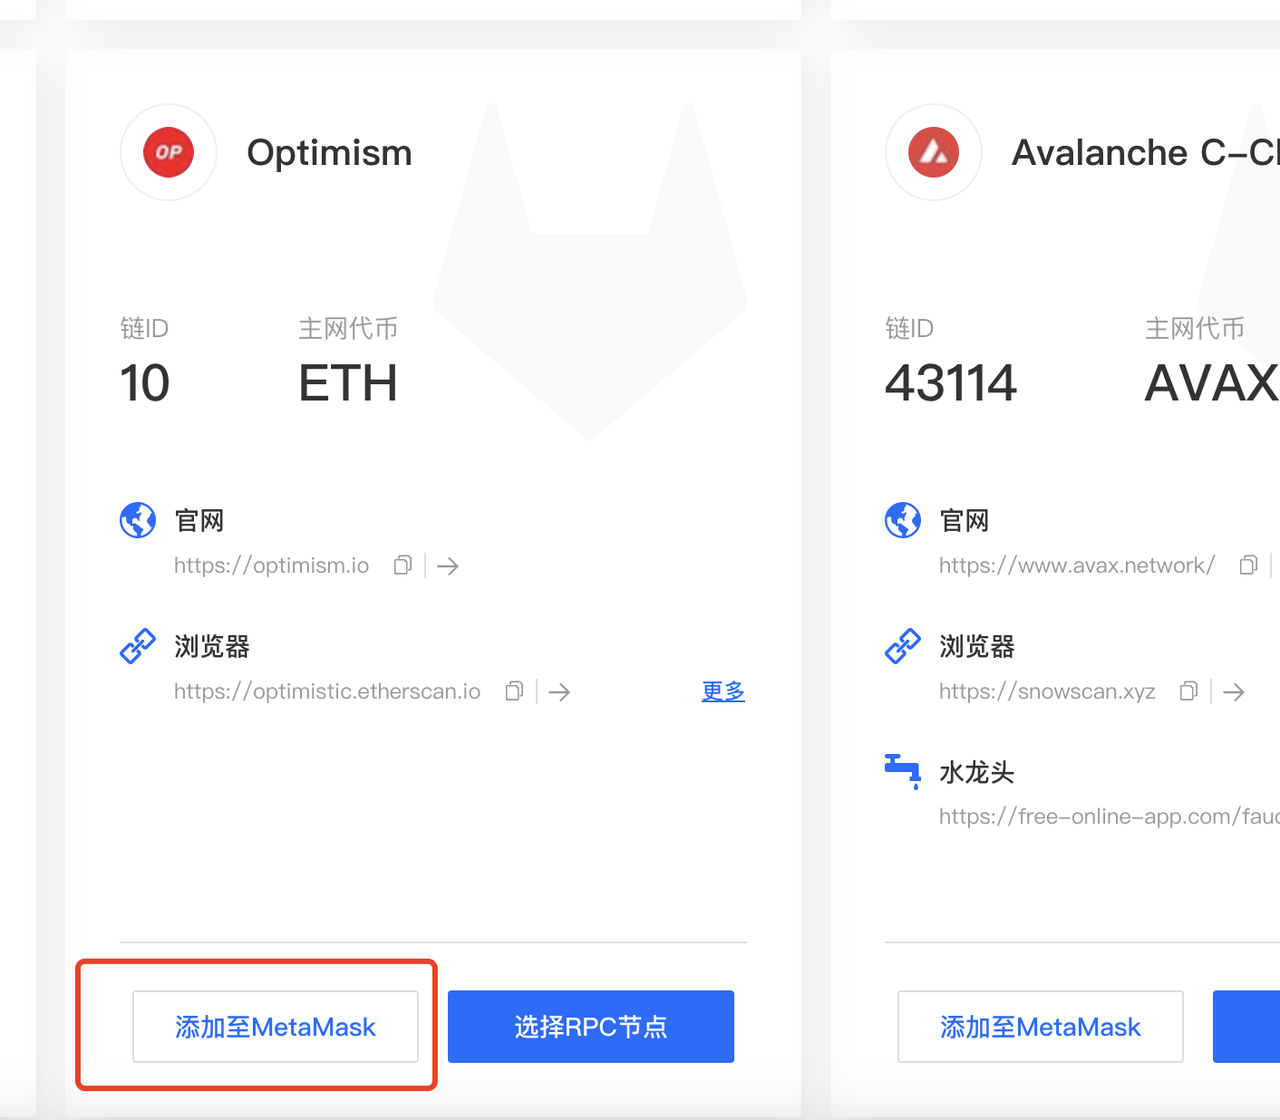 OP
Optimism
链ID
主网代币
10
ETH
官网
https://optimism.io
浏览器
https://optimistic.etherscan.io
更多
添加至MetaMask
选择RPC节点
Avalanche C-Cl
链ID
主网代币
43114
AVAX
官网
https://www.avax.network/
浏览器
https://snowscan.xyz
水龙头
https://free-online-app.com/fauc
添加至MetaMask